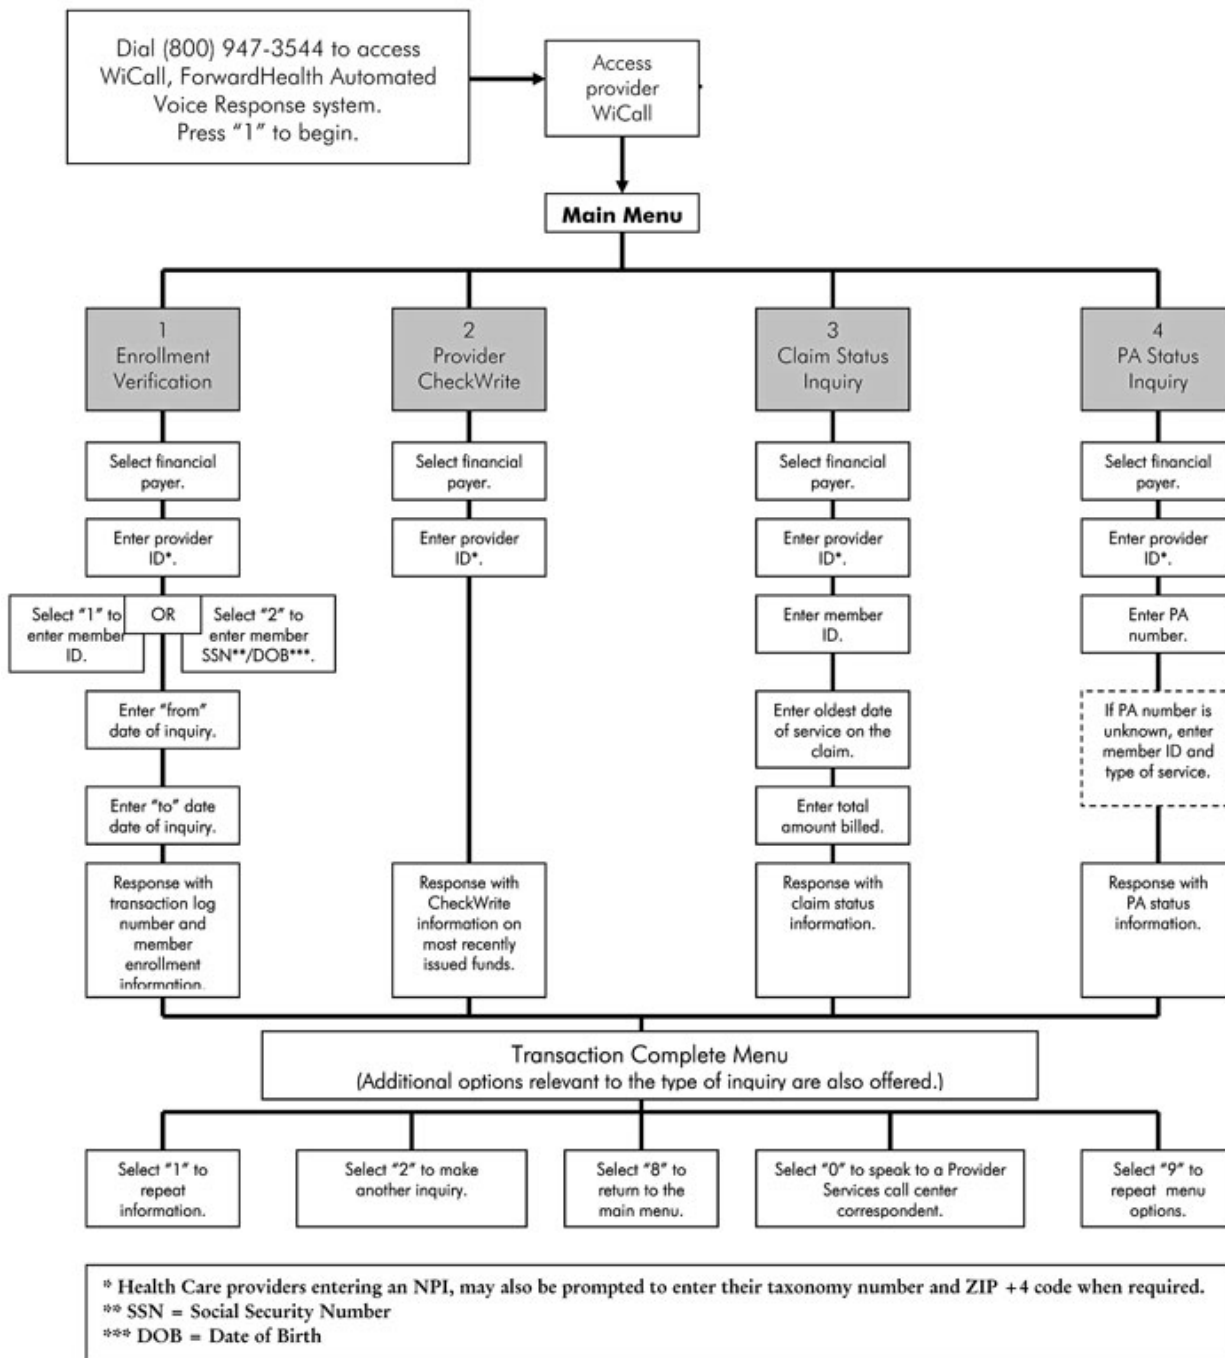 Dial (800) 947-3544 to access
WiCall, ForwardHealth Automated
Voice Response system.
Press "1" to begin.
Access
provider
WiCall
Main Menu
1
Enrollment
Verification
2
Provider
CheckWrite
3
Claim Status
Inquiry
4
PA Status
Inquiry
Select financial
payer.
Select financial
payer.
Select financial
payer.
Select financial
payer.
Enter provider
ID*.
Enter provider
ID*.
Enter provider
ID*.
Enter provider
ID*.
Select "1" to
enter member
ID.
OR
Select "2" to
enter member
SSN**/DOB***.
Enter member
ID.
Enter PA
number.
Enter "from"
date of inquiry.
Enter oldest date
of service on the
claim.
If PA number is
unknown, enter
member ID and
type of service.
Enter "to" date
date of inquiry.
Enter total
amount billed.
Response with
transaction log
number and
member
enrollment
information.
Response with
CheckWrite
information on
most recently
issued funds.
Response with
claim status
information.
Response with
PA status
information.
Transaction Complete Menu
(Additional options relevant to the type of inquiry are also offered.)
Select "1" to
repeat
information.
Select "2" to make
another inquiry.
Select "8" to
return to the
main menu.
Select "0" to speak to a Provider
Services call center
correspondent.
Select "9" to
repeat menu
options.
* Health Care providers entering an NPI, may also be prompted to enter their taxonomy number and ZIP +4 code when required.
** SSN = Social Security Number
*** DOB = Date of Birth